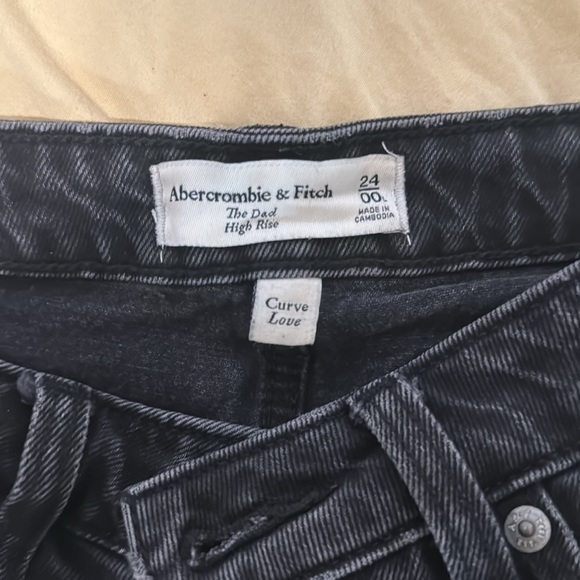 Abercrombie & Fitch
The Dad
High Rise
24
00L
MADE IN
CAMBODIA
Curve
Love